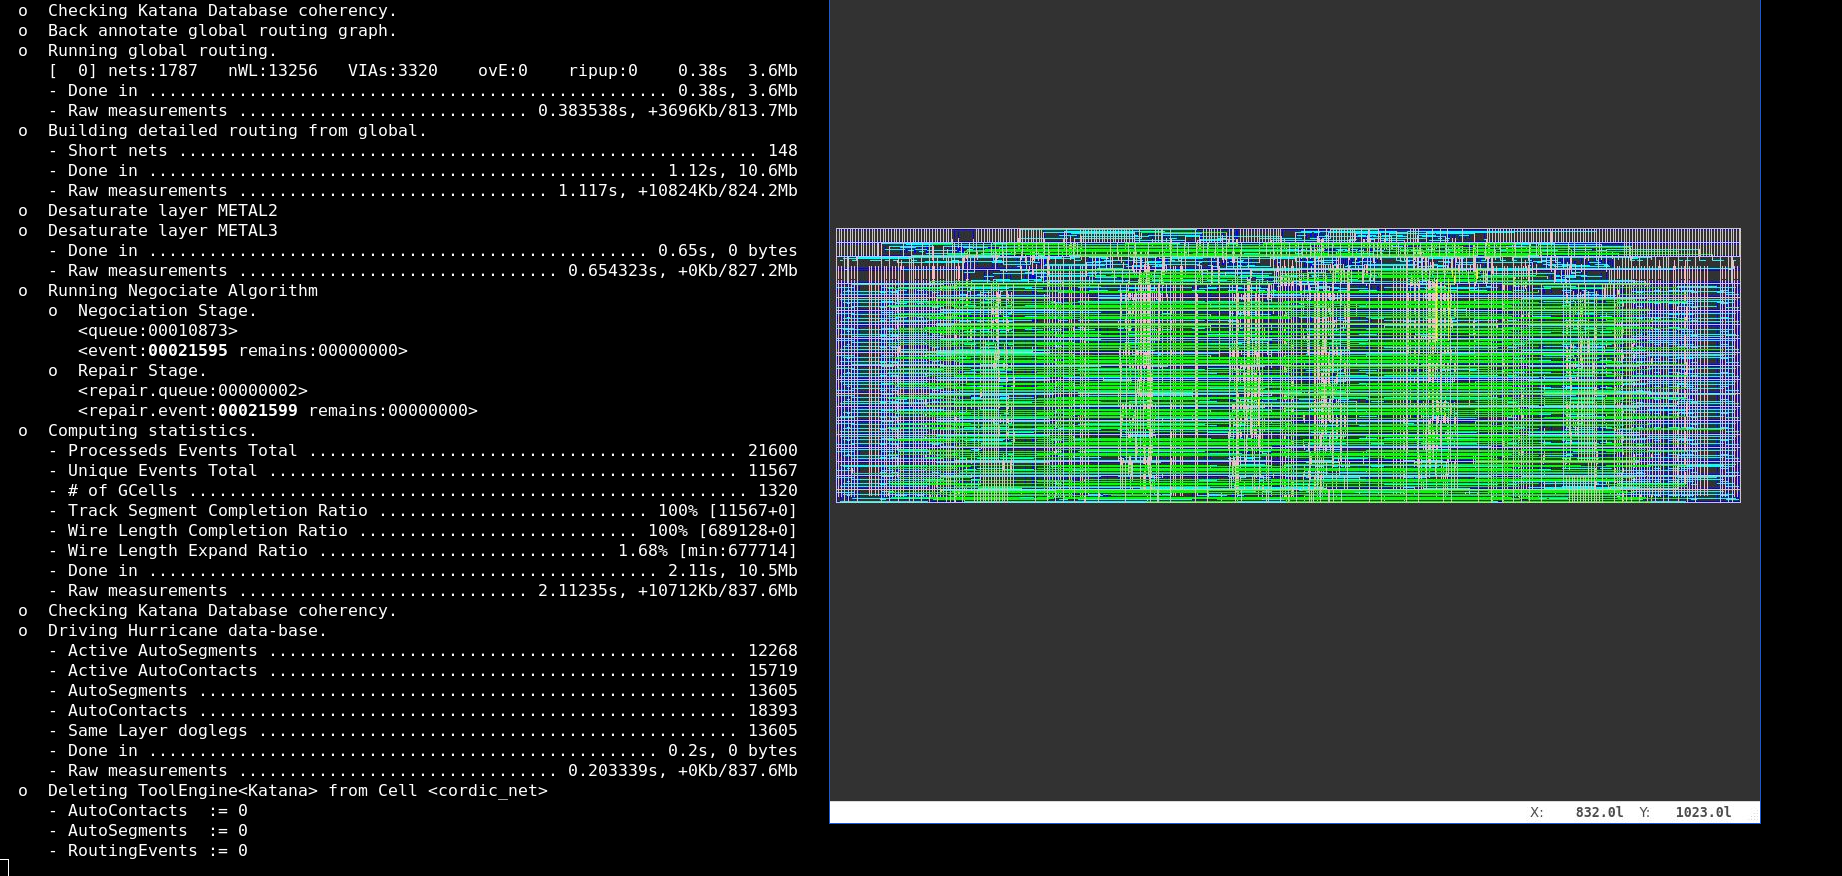 o  Checking Katana Database coherency.
o  Back annotate global routing graph.
o  Running global routing.
   [  0] nets:1787   nWL:13256   VIAs:3320    ovE:0    ripup:0    0.38s  3.6Mb
   - Done in .................................................... 0.38s, 3.6Mb
   - Raw measurements ............................. 0.383538s, +3696Kb/813.7Mb
o  Building detailed routing from global.
   - Short nets .......................................................... 148
   - Done in ................................................... 1.12s, 10.6Mb
   - Raw measurements ............................... 1.117s, +10824Kb/824.2Mb
o  Desaturate layer METAL2
o  Desaturate layer METAL3
   - Done in .................................................. 0.65s, 0 bytes
   - Raw measurements ................................ 0.654323s, +0Kb/827.2Mb
o  Running Negociate Algorithm
   o  Negociation Stage.
      <queue:00010873>
      <event:00021595 remains:00000000>
   o  Repair Stage.
      <repair.queue:00000002>
      <repair.event:00021599 remains:00000000>
o  Computing statistics.
   - Processeds Events Total ........................................... 21600
   - Unique Events Total ............................................... 11567
   - # of GCells ........................................................ 1320
   - Track Segment Completion Ratio ........................... 100% [11567+0]
   - Wire Length Completion Ratio ............................ 100% [689128+0]
   - Wire Length Expand Ratio ............................. 1.68% [min:677714]
   - Done in ................................................... 2.11s, 10.5Mb
   - Raw measurements ............................. 2.11235s, +10712Kb/837.6Mb
o  Checking Katana Database coherency.
o  Driving Hurricane data-base.
   - Active AutoSegments ............................................... 12268
   - Active AutoContacts ............................................... 15719
   - AutoSegments ...................................................... 13605
   - AutoContacts ...................................................... 18393
   - Same Layer doglegs ................................................ 13605
   - Done in ................................................... 0.2s, 0 bytes
   - Raw measurements ................................ 0.203339s, +0Kb/837.6Mb
o  Deleting ToolEngine<Katana> from Cell <cordic_net>
   - AutoContacts  := 0
   - AutoSegments  := 0
   - RoutingEvents := 0
X: 832.0l Y: 1023.0l